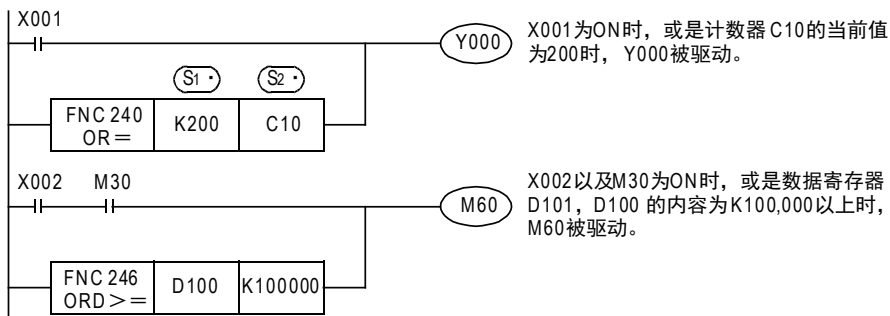 X001
Y000
X001为ON时，或是计数器C10的当前值
为200时，Y000被驱动。
S1· S2·
FNC 240
OR＝
K200
C10
X002 M30
M60
X002以及M30为ON时，或是数据寄存器
D101，D100 的内容为K100,000以上时，
M60被驱动。
FNC 246
ORD＞＝
D100
K100000